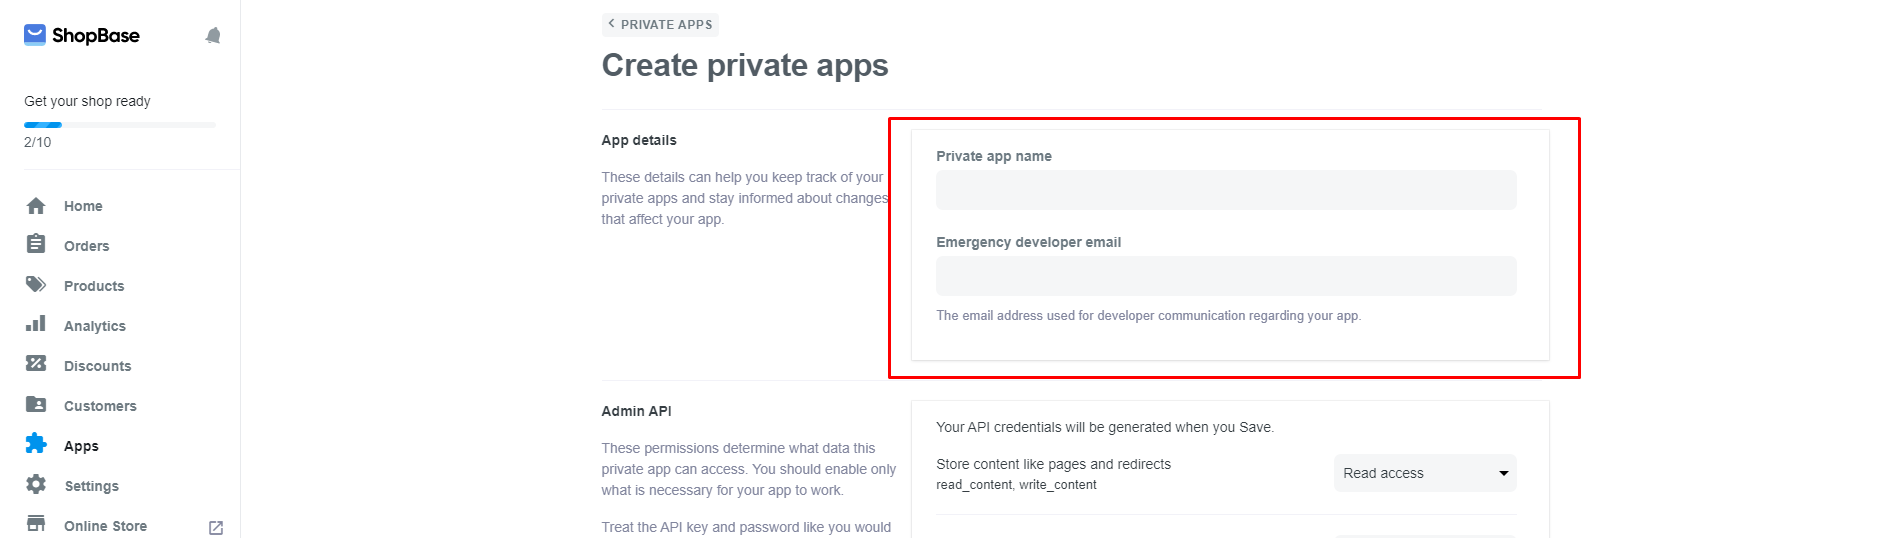 ShopBase
Get your shop ready
2/10
Home
Orders
Products
Analytics
Discounts
Customers
Apps
Settings
Online Store
PRIVATE APPS
Create private apps
App details
These details can help you keep track of your
private apps and stay informed about changes
that affect your app.
Private app name
Emergency developer email
The email address used for developer communication regarding your app.
Admin API
These permissions determine what data this
private app can access. You should enable only
what is necessary for your app to work.
Treat the API key and password like you would
Your API credentials will be generated when you Save.
Store content like pages and redirects
read_content, write_content
Read access